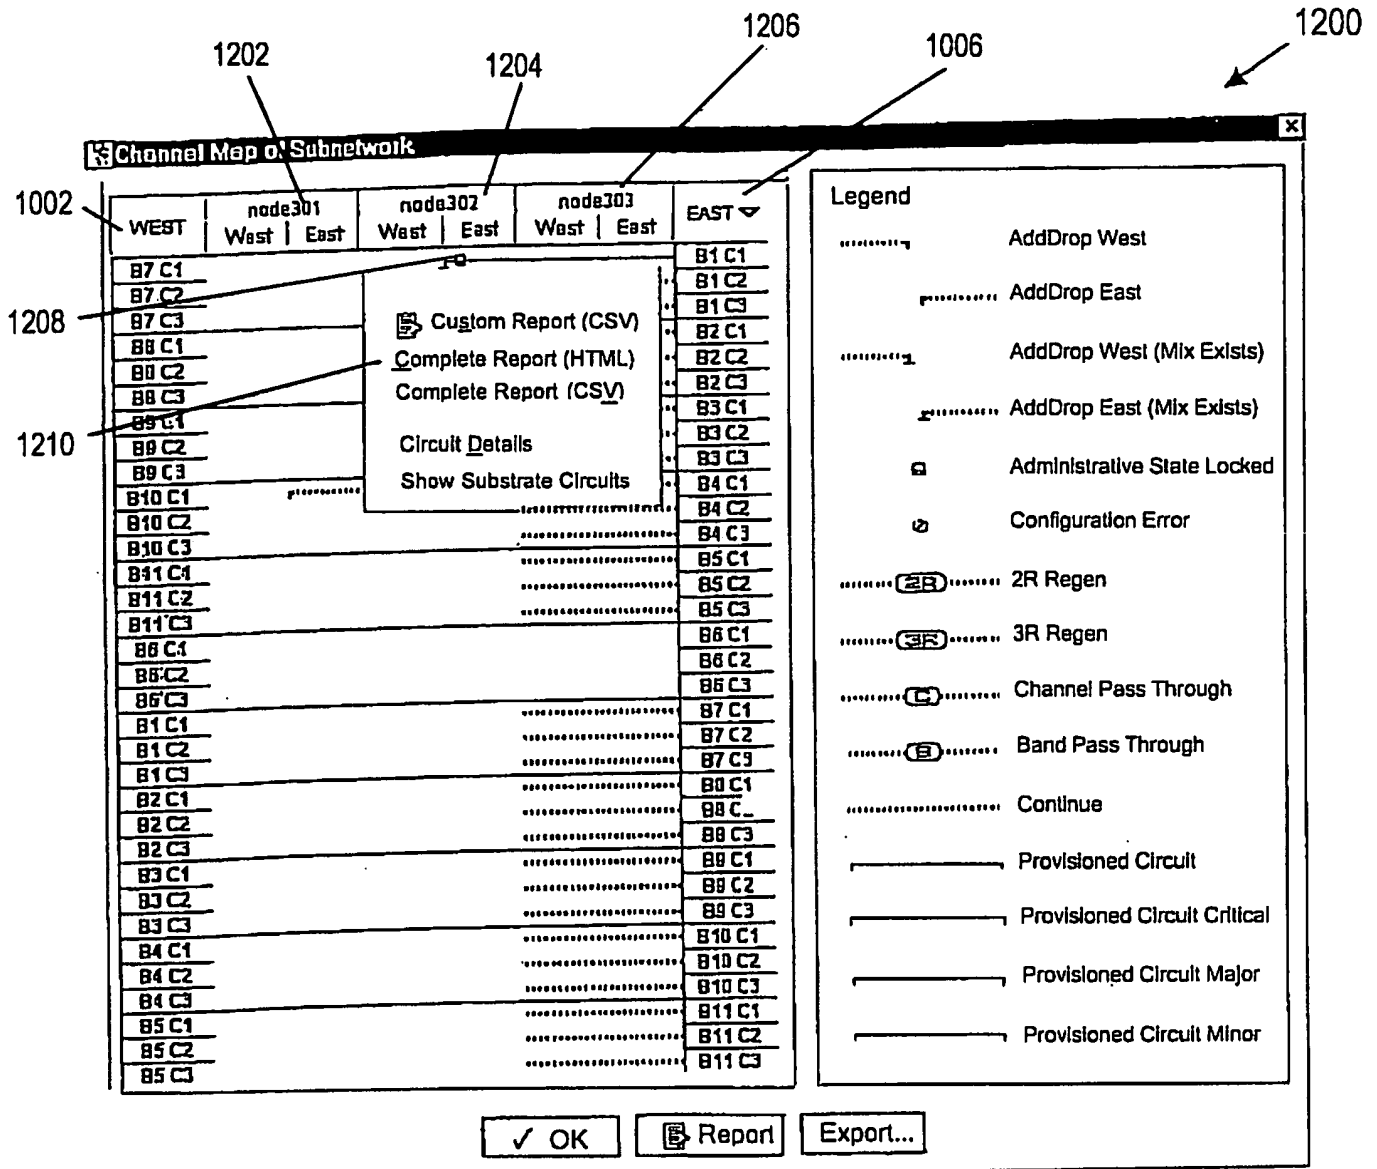 1200
1206
1202
1204
1006
Channel Map of Subnetwork
1002
WEST
node301
West
East
node302
West
East
node303
West
East
EAST
1208
1210
B7 C1
B7 C2
B7 C3
B8 C1
B8 C2
B8 C3
B9 C1
B9 C2
B9 C3
B10 C1
B10 C2
B10 C3
B11 C1
B11 C2
B11 C3
B6 C1
B6 C2
B6 C3
B1 C1
B1 C2
B1 C3
B2 C1
B2 C2
B2 C3
B3 C1
B3 C2
B3 C3
B4 C1
B4 C2
B4 C3
B5 C1
B5 C2
B5 C3
Custom Report (CSV)
Complete Report (HTML)
Complete Report (CSV)
Circuit Details
Show Substrate Circuits
B1 C1
B1 C2
B1 C3
B2 C1
B2 C2
B2 C3
B3 C1
B3 C2
B3 C3
B4 C1
B4 C2
B4 C3
B5 C1
B5 C2
B5 C3
B6 C1
B6 C2
B6 C3
B7 C1
B7 C2
B7 C3
B8 C1
B8 C_
B8 C3
B9 C1
B9 C2
B9 C3
B10 C1
B10 C2
B10 C3
B11 C1
B11 C2
B11 C3
Legend
AddDrop West
AddDrop East
AddDrop West (Mix Exists)
AddDrop East (Mix Exists)
Administrative State Locked
Configuration Error
2R 2R Regen
3R 3R Regen
C Channel Pass Through
B Band Pass Through
Continue
Provisioned Circuit
Provisioned Circuit Critical
Provisioned Circuit Major
Provisioned Circuit Minor
OK
Report
Export...